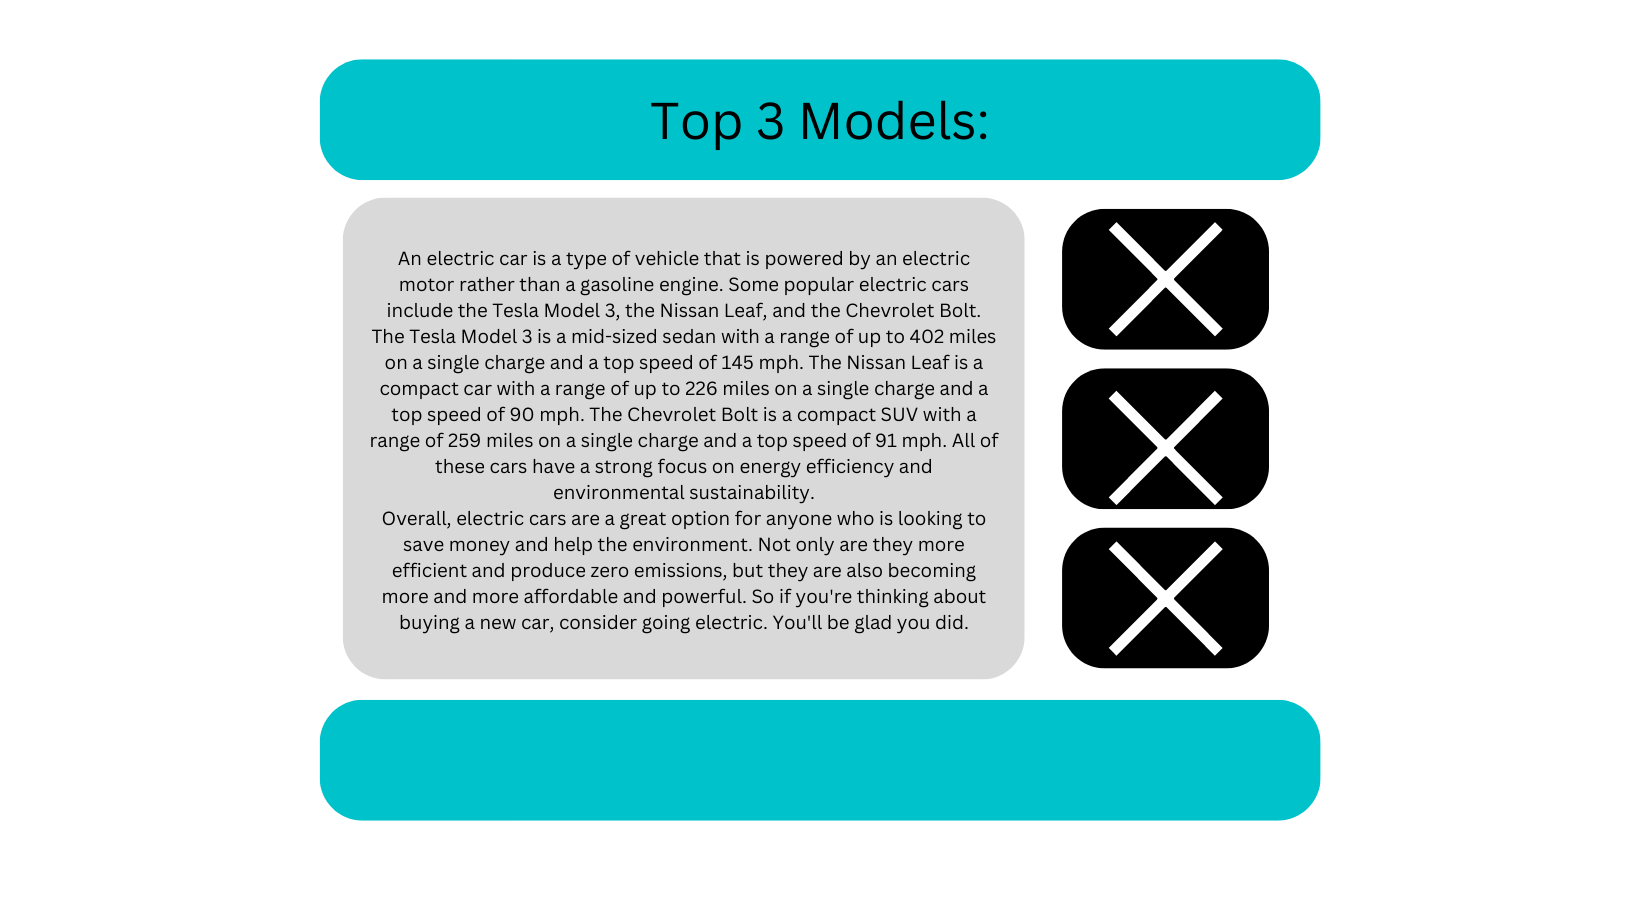 Top 3 Models:
An electric car is a type of vehicle that is powered by an electric
motor rather than a gasoline engine. Some popular electric cars
include the Tesla Model 3, the Nissan Leaf, and the Chevrolet Bolt.
The Tesla Model 3 is a mid-sized sedan with a range of up to 402 miles
on a single charge and a top speed of 145 mph. The Nissan Leaf is a
compact car with a range of up to 226 miles on a single charge and a
top speed of 90 mph. The Chevrolet Bolt is a compact SUV with a
range of 259 miles on a single charge and a top speed of 91 mph. All of
these cars have a strong focus on energy efficiency and
environmental sustainability.
Overall, electric cars are a great option for anyone who is looking to
save money and help the environment. Not only are they more
efficient and produce zero emissions, but they are also becoming
more and more affordable and powerful. So if you're thinking about
buying a new car, consider going electric. You'll be glad you did.